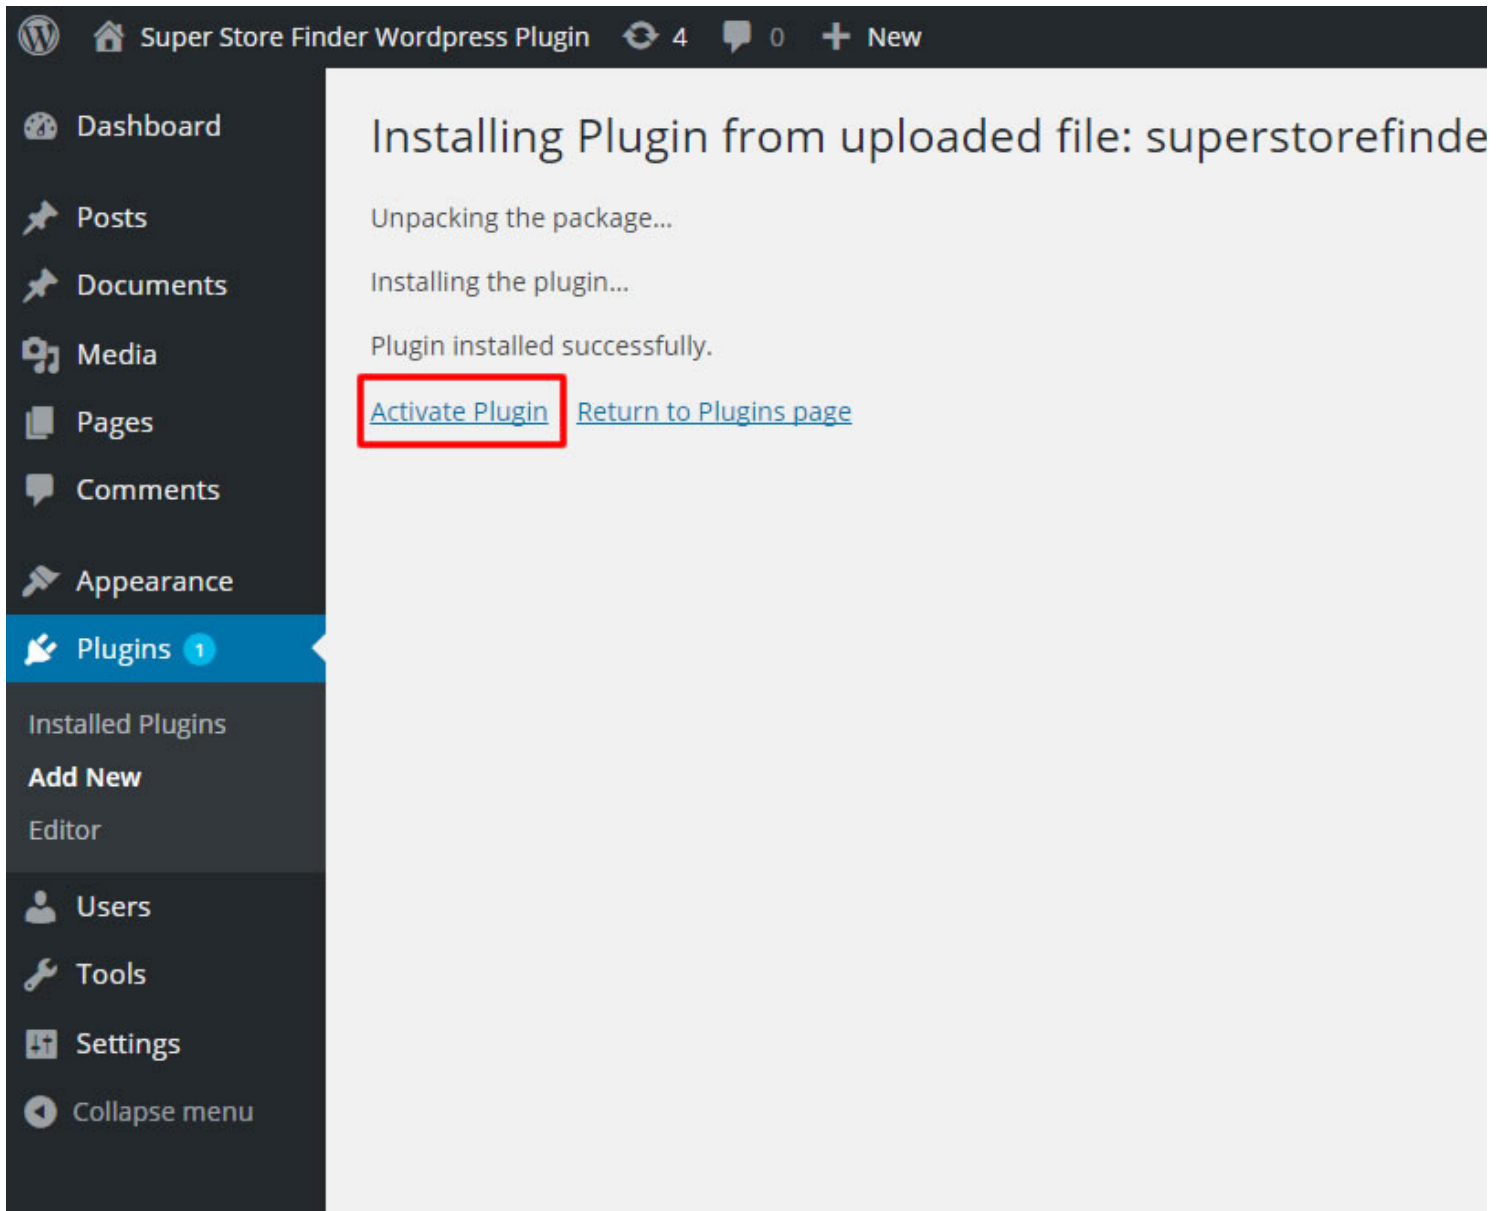 Super Store Finder Wordpress Plugin 4 0 New
Dashboard
Posts
Documents
Media
Pages
Comments
Appearance
Plugins 1
Installed Plugins
Add New
Editor
Users
Tools
Settings
Collapse menu
Installing Plugin from uploaded file: superstorefinde
Unpacking the package...
Installing the plugin...
Plugin installed successfully.
Activate Plugin Return to Plugins page